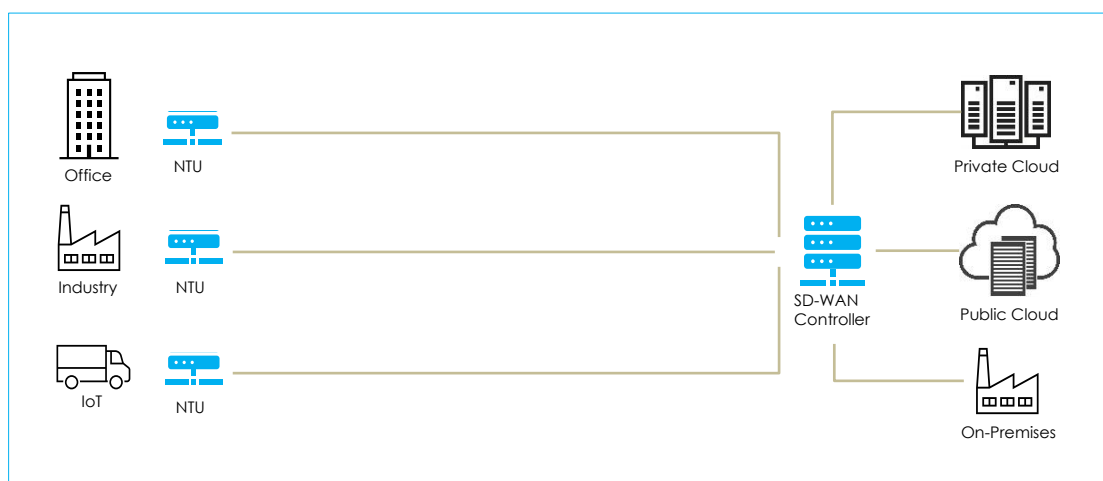 Office
NTU
Industry
NTU
IoT
NTU
SD-WAN
Controller
Private Cloud
Public Cloud
On-Premises